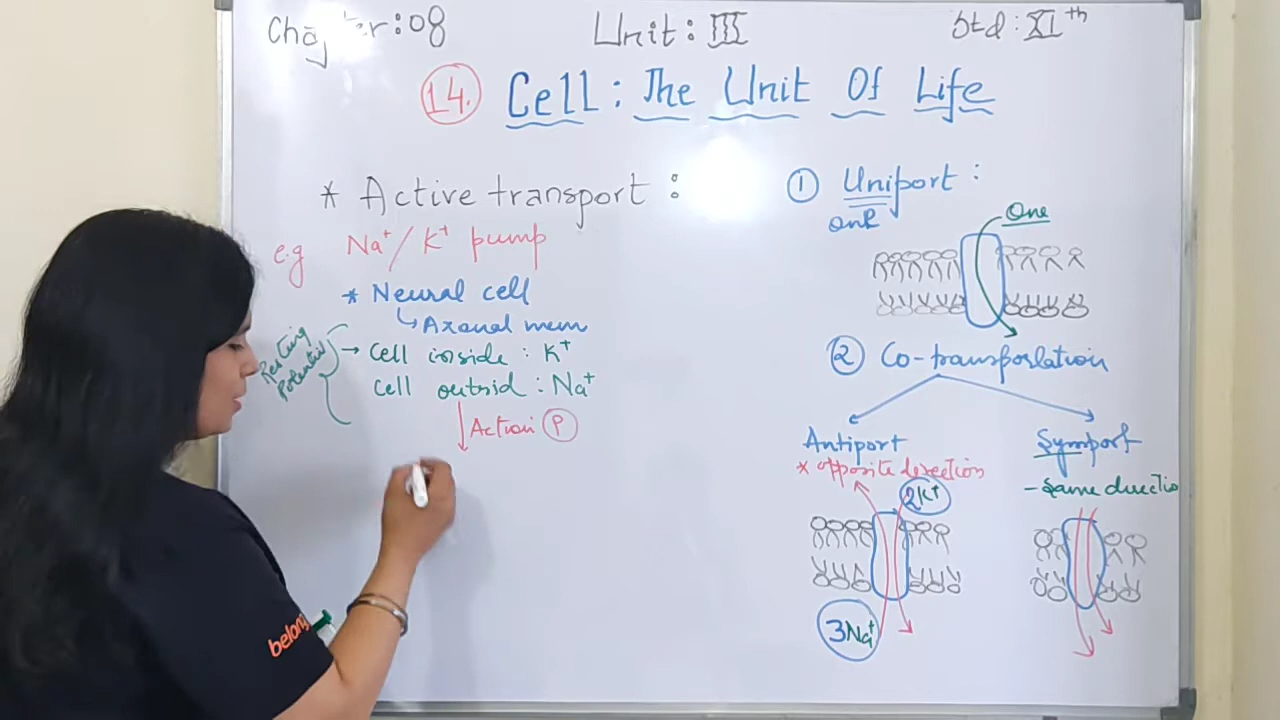 Chapter:08
Unit: III
Std: XIth
14. Cell: The Unit Of Life
* Active transport:
e.g Na+/K+ pump
* Neural cell
↳ Axonal mem
Resting Potential
→ Cell inside: K+
Cell outsid: Na+
↓ Action P
① Uniport:
one
One
② Co-transportation
Antiport
* opposite direction
2K+
3Na+
Symport
- Same directio
belong